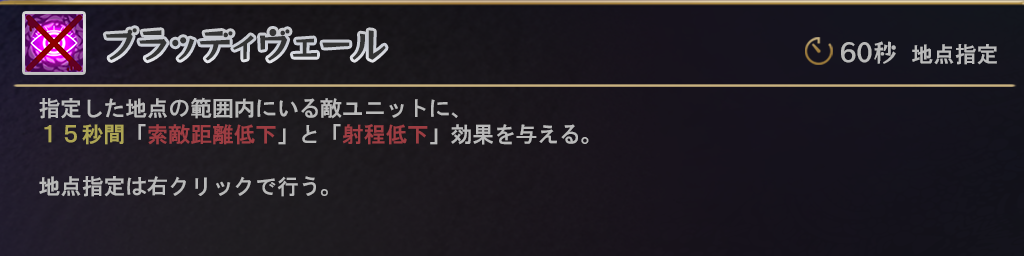 ブラッディヴェール
60秒 地点指定
指定した地点の範囲内にいる敵ユニットに、
１５秒間「索敵距離低下」と「射程低下」効果を与える。
地点指定は右クリックで行う。